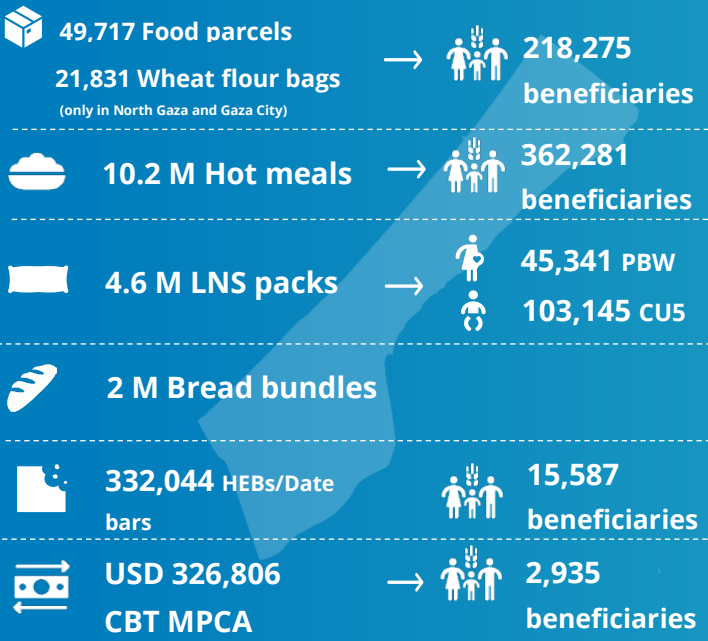 49,717 Food parcels
21,831 Wheat flour bags
(only in North Gaza and Gaza City)
218,275
beneficiaries
10.2 M Hot meals
362,281
beneficiaries
4.6 M LNS packs
45,341 PBW
103,145 CU5
2 M Bread bundles
332,044 HEBs/Date
bars
15,587
beneficiaries
USD 326,806
CBT MPCA
2,935
beneficiaries